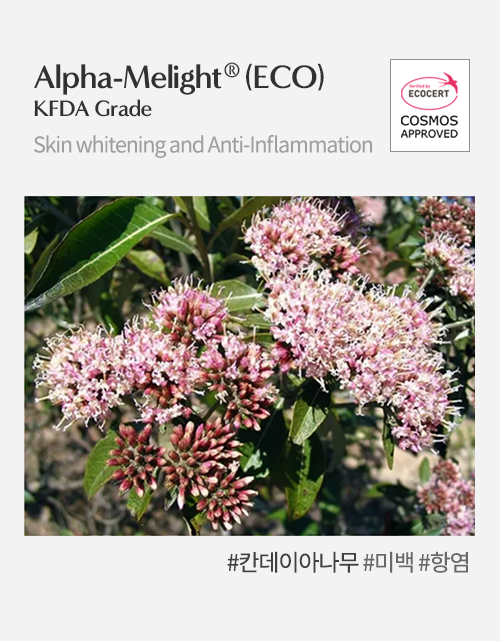 Alpha-Melight® (ECO)
KFDA Grade
Skin whitening and Anti-Inflammation
Verified by
ECOCERT
COSMOS
APPROVED
#칸데이아나무 #미백 #항염